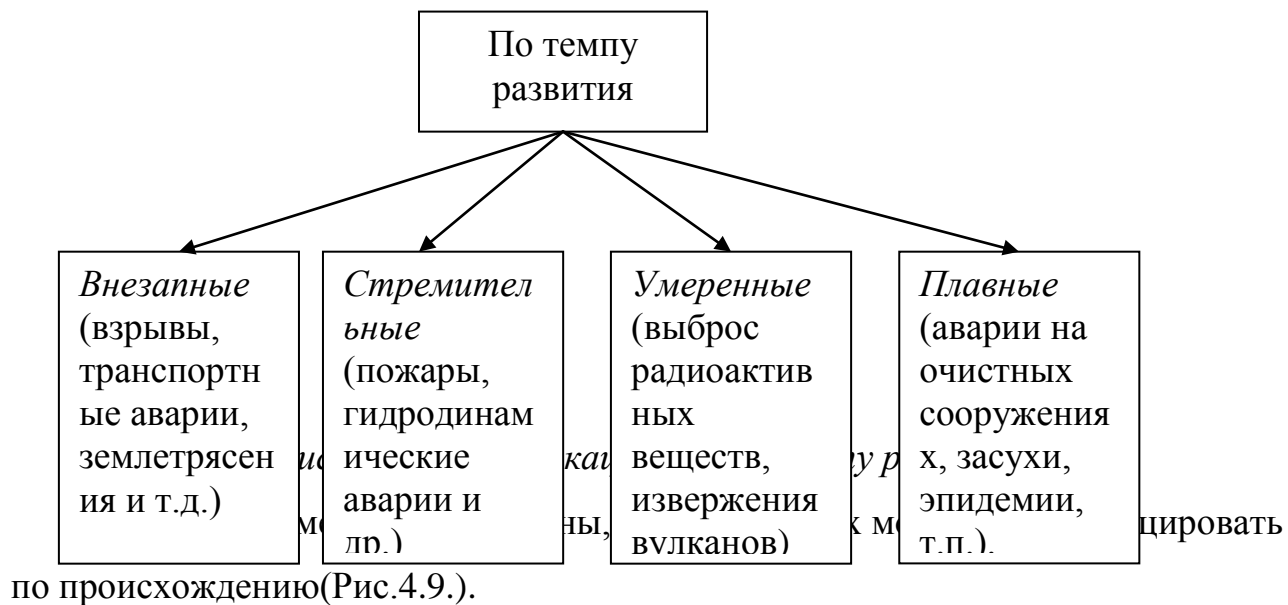 По темпу
развития
Внезапные
(взрывы,
транспортн
ые аварии,
землетрясен
ия и т.д.)
Стремител
ьные
(пожары,
гидродинам
ические
аварии и
др.)
Умеренные
(выброс
радиоактив
ных
веществ,
извержения
вулканов)
Плавные
(аварии на
очистных
сооружения
х, засухи,
эпидемии,
т.п.).
по происхождению(Рис.4.9.).